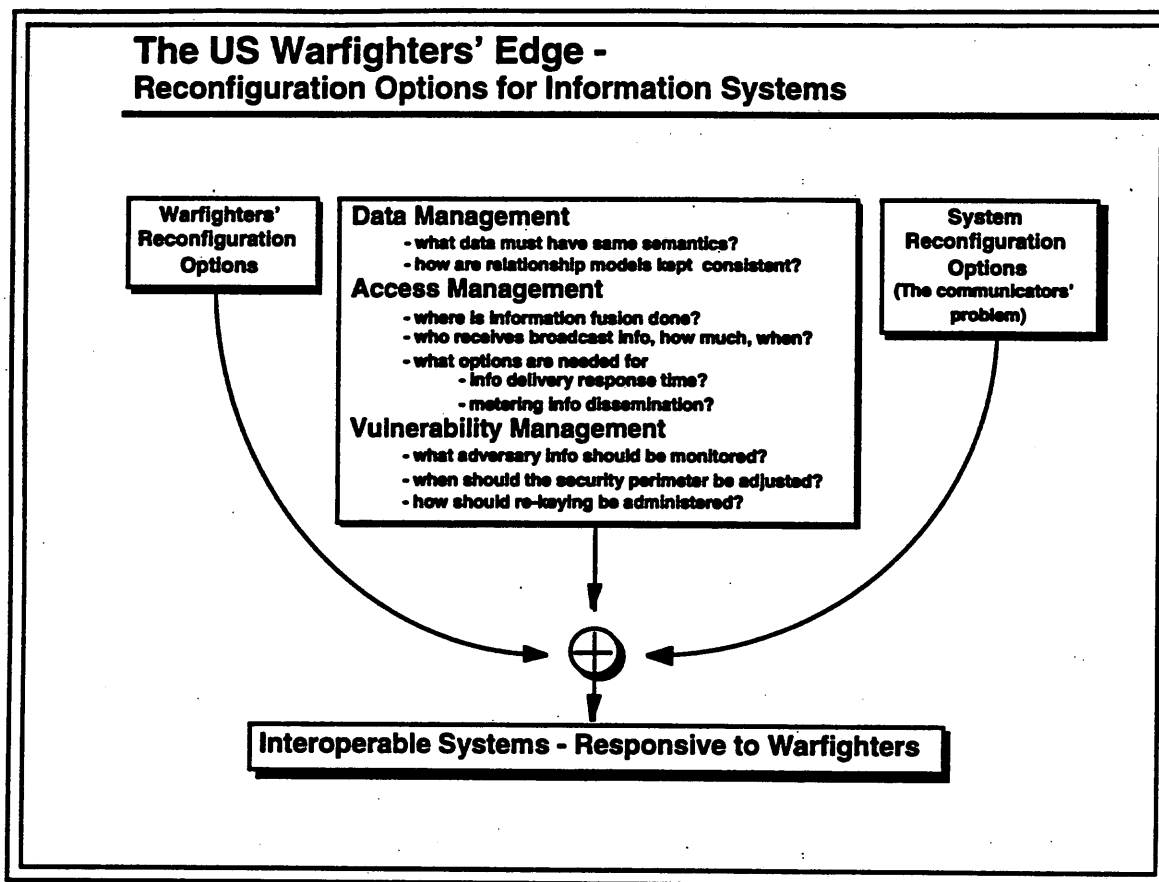 The US Warfighters' Edge -
Reconfiguration Options for Information Systems
Warfighters'
Reconfiguration
Options
Data Management
- what data must have same semantics?
- how are relationship models kept consistent?
Access Management
- where is information fusion done?
- who receives broadcast info, how much, when?
- what options are needed for
- info delivery response time?
- metering info dissemination?
Vulnerability Management
- what adversary info should be monitored?
- when should the security perimeter be adjusted?
- how should re-keying be administered?
System
Reconfiguration
Options
(The communicators'
problem)
Interoperable Systems - Responsive to Warfighters